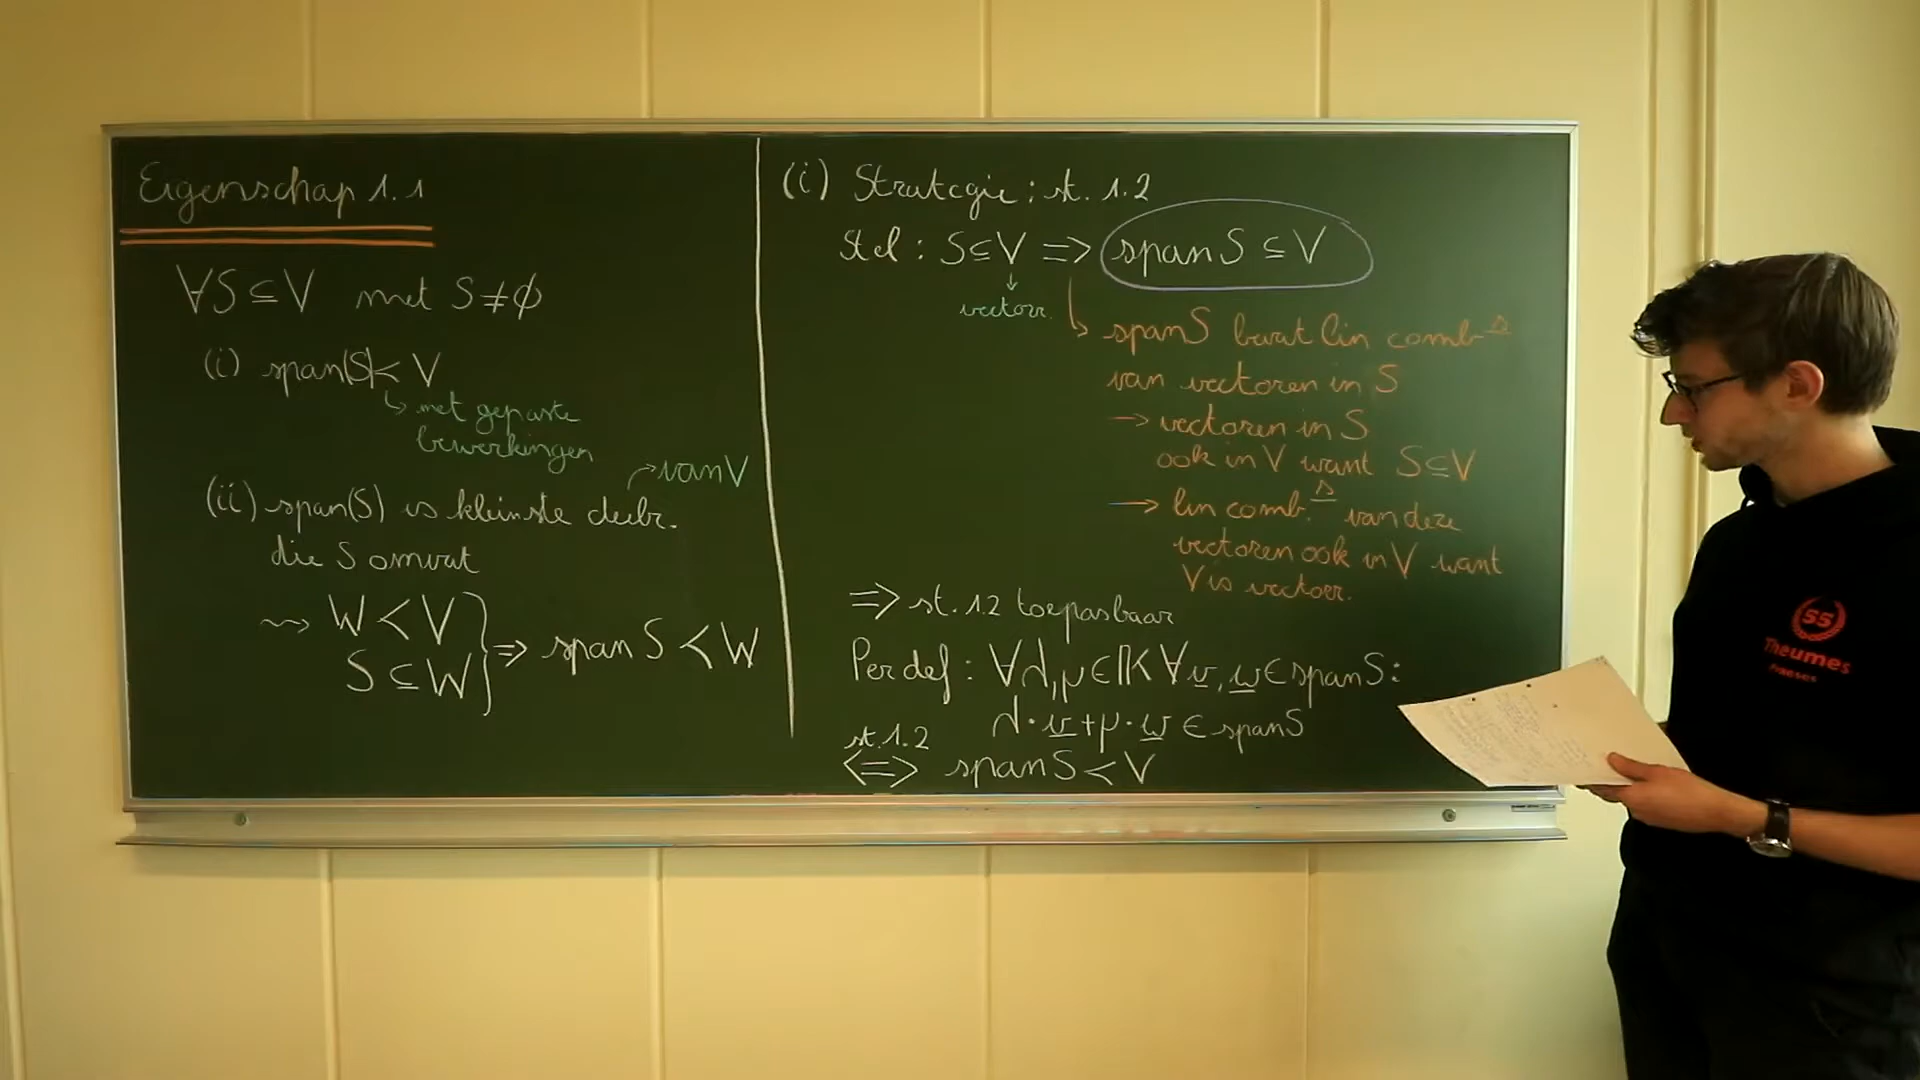 Eigenschap 1.1
∀S ⊆ V met S ≠ ∅
(i) span(S) < V
↳ met gepaste
bewerkingen
→ van V
(ii) span(S) is kleinste deelr.
die S omvat
⇝ W < V
S ⊆ W } ⇒ span S < W
(i) Strategie: st. 1.2
Stel : S ⊆ V ⇒ span S ⊆ V
↓
vectorr.
↳ span S bevat lin comb.s
van vectoren in S
→ vectoren in S
ook in V want S ⊆ V
→ lin comb.s van deze
vectoren ook in V want
V is vectorr.
⇒ st. 1.2 toepasbaar
Per def : ∀λ, μ ∈ K ∀v, w ∈ span S :
λ · v + μ · w ∈ span S
st. 1.2
⇔ span S < V
SS
Theumes
Praeses